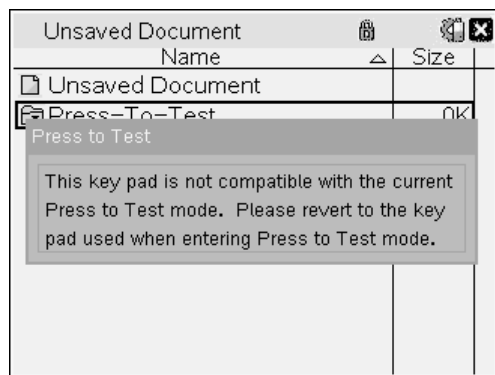 Unsaved Document
Name Size
Unsaved Document
Press-To-Test 0K
Press to Test
This key pad is not compatible with the current
Press to Test mode. Please revert to the key
pad used when entering Press to Test mode.